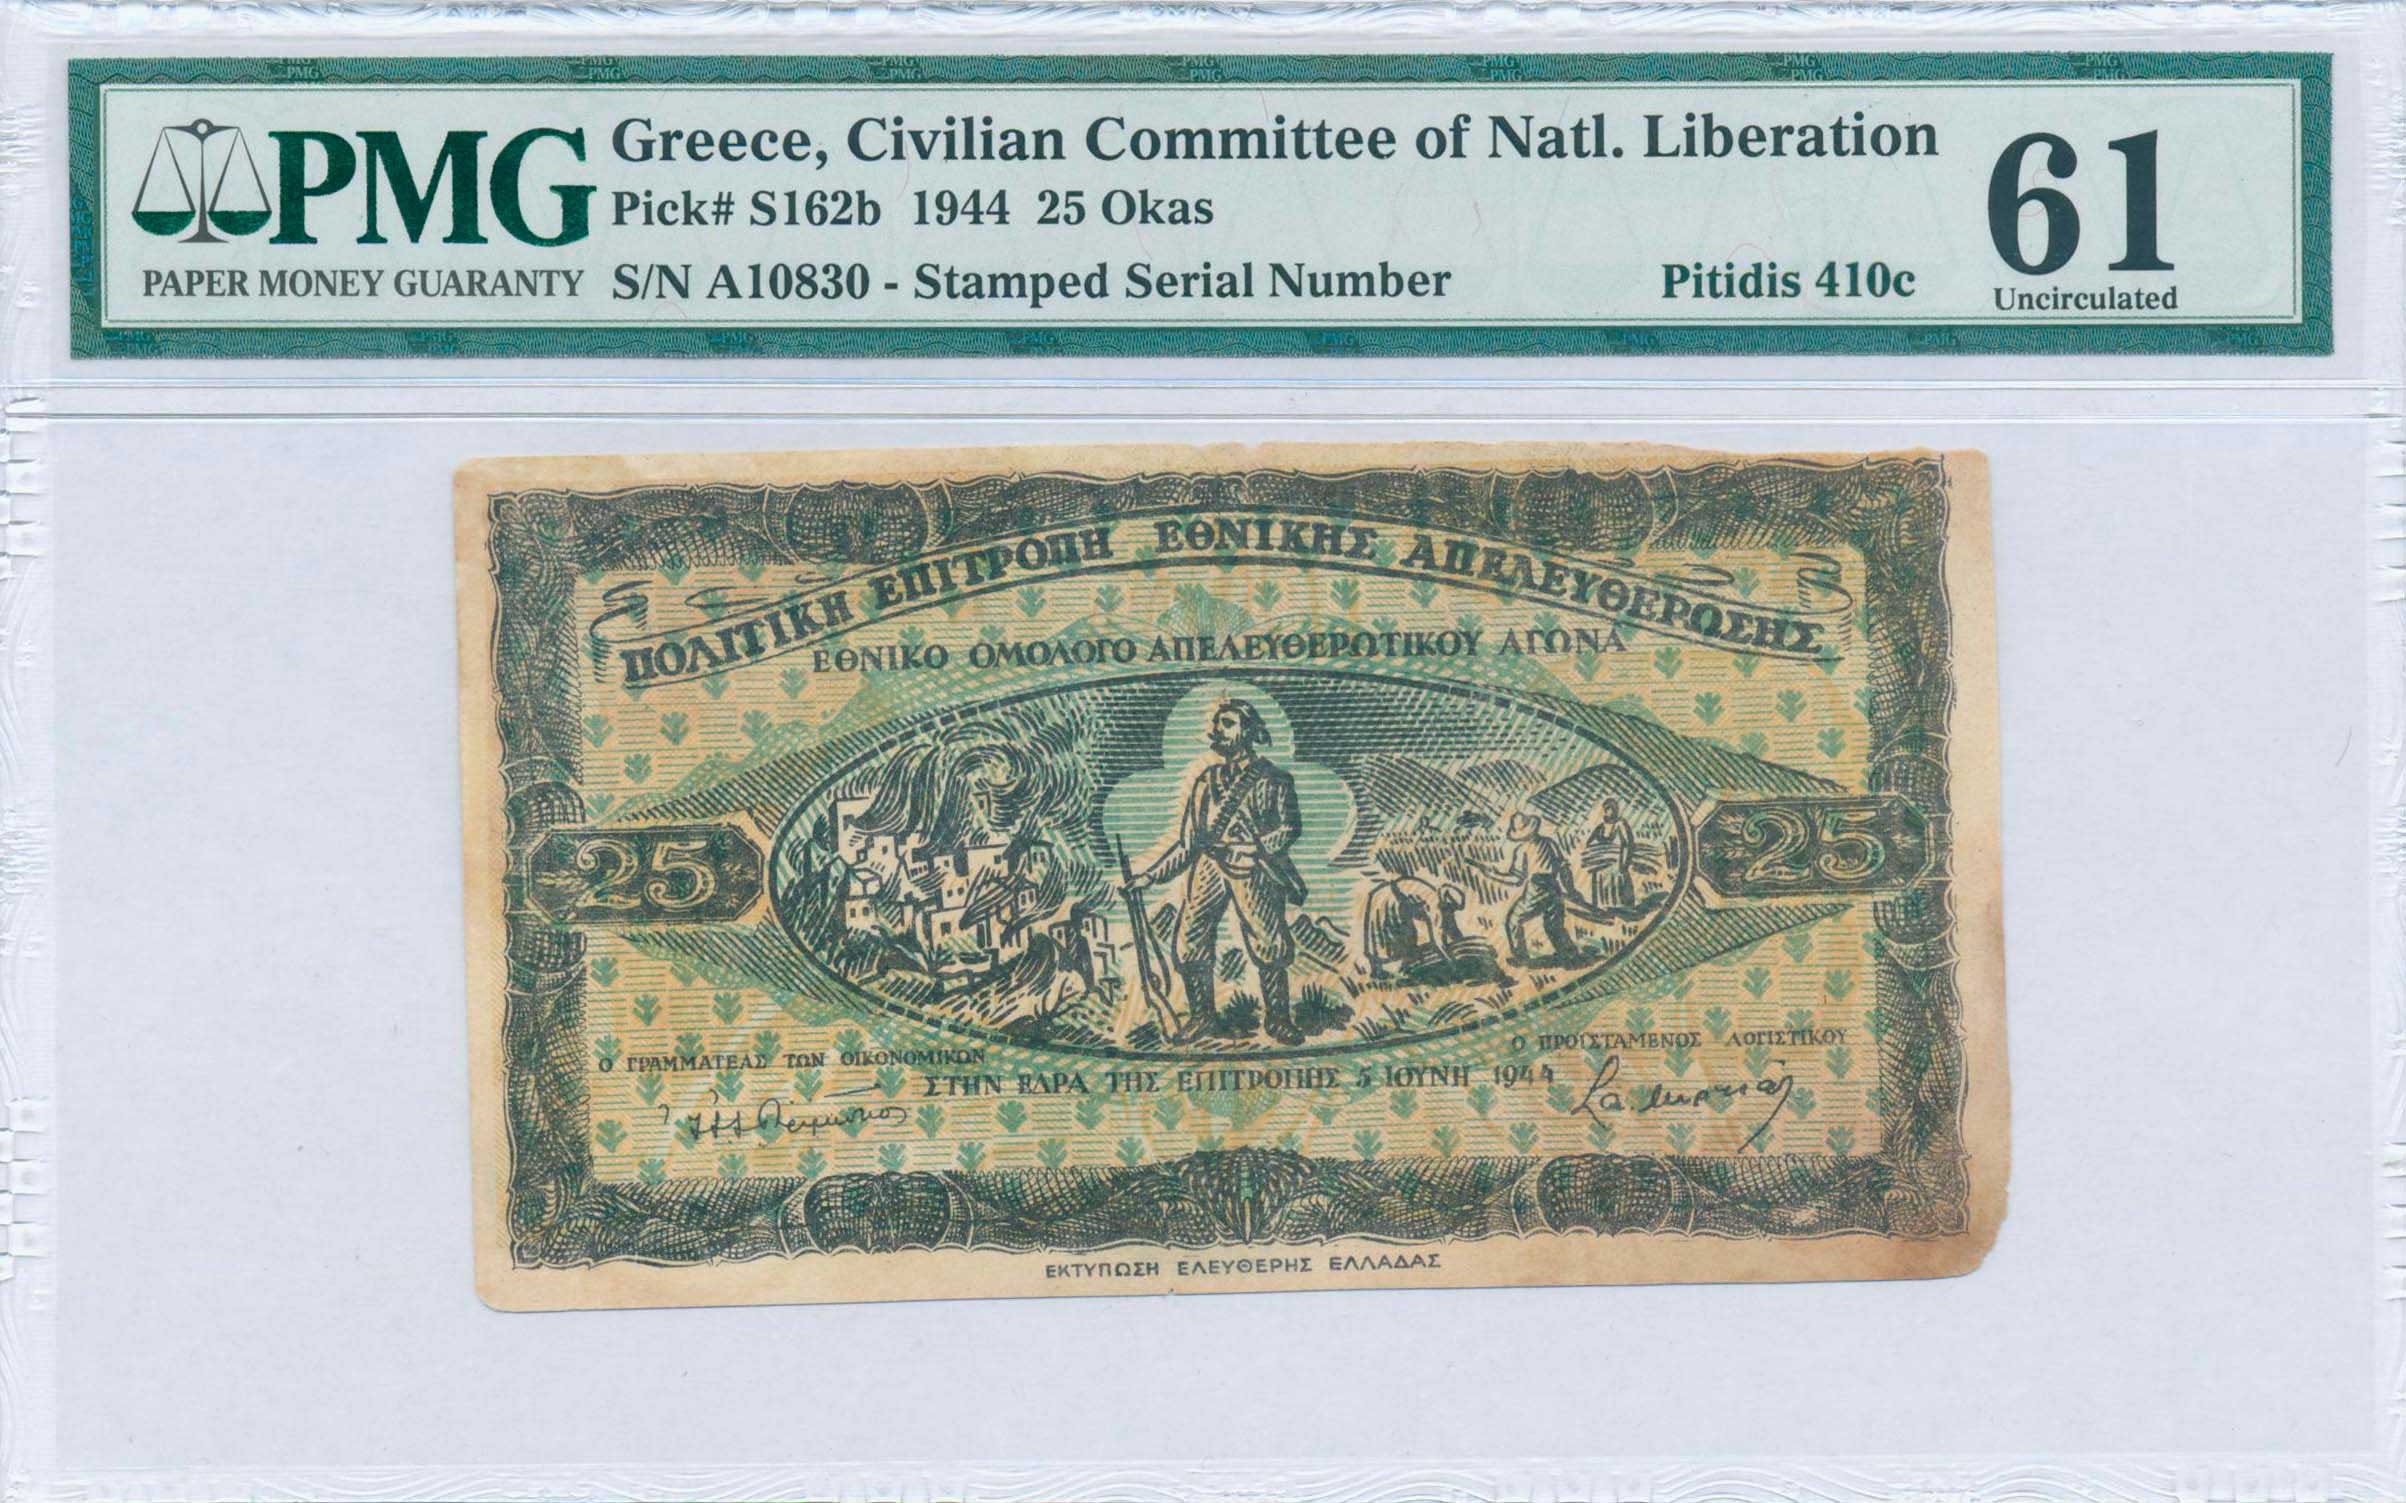 PMG
PAPER MONEY GUARANTY
Greece, Civilian Committee of Natl. Liberation
Pick# S162b 1944 25 Okas
S/N A10830 - Stamped Serial Number
Pitidis 410c
61
Uncirculated
ΠΟΛΙΤΙΚΗ ΕΠΙΤΡΟΠΗ ΕΘΝΙΚΗΣ ΑΠΕΛΕΥΘΕΡΩΣΗΣ
ΕΘΝΙΚΟ ΟΜΟΛΟΓΟ ΑΠΕΛΕΥΘΕΡΩΤΙΚΟΥ ΑΓΩΝΑ
25
25
Ο ΓΡΑΜΜΑΤΕΑΣ ΤΩΝ ΟΙΚΟΝΟΜΙΚΩΝ
Ο ΠΡΟΙΣΤΑΜΕΝΟΣ ΛΟΓΙΣΤΙΚΟΥ
ΣΤΗΝ ΕΔΡΑ ΤΗΣ ΕΠΙΤΡΟΠΗΣ 5 ΙΟΥΝΗ 1944
ΕΚΤΥΠΩΣΗ ΕΛΕΥΘΕΡΗΣ ΕΛΛΑΔΑΣ